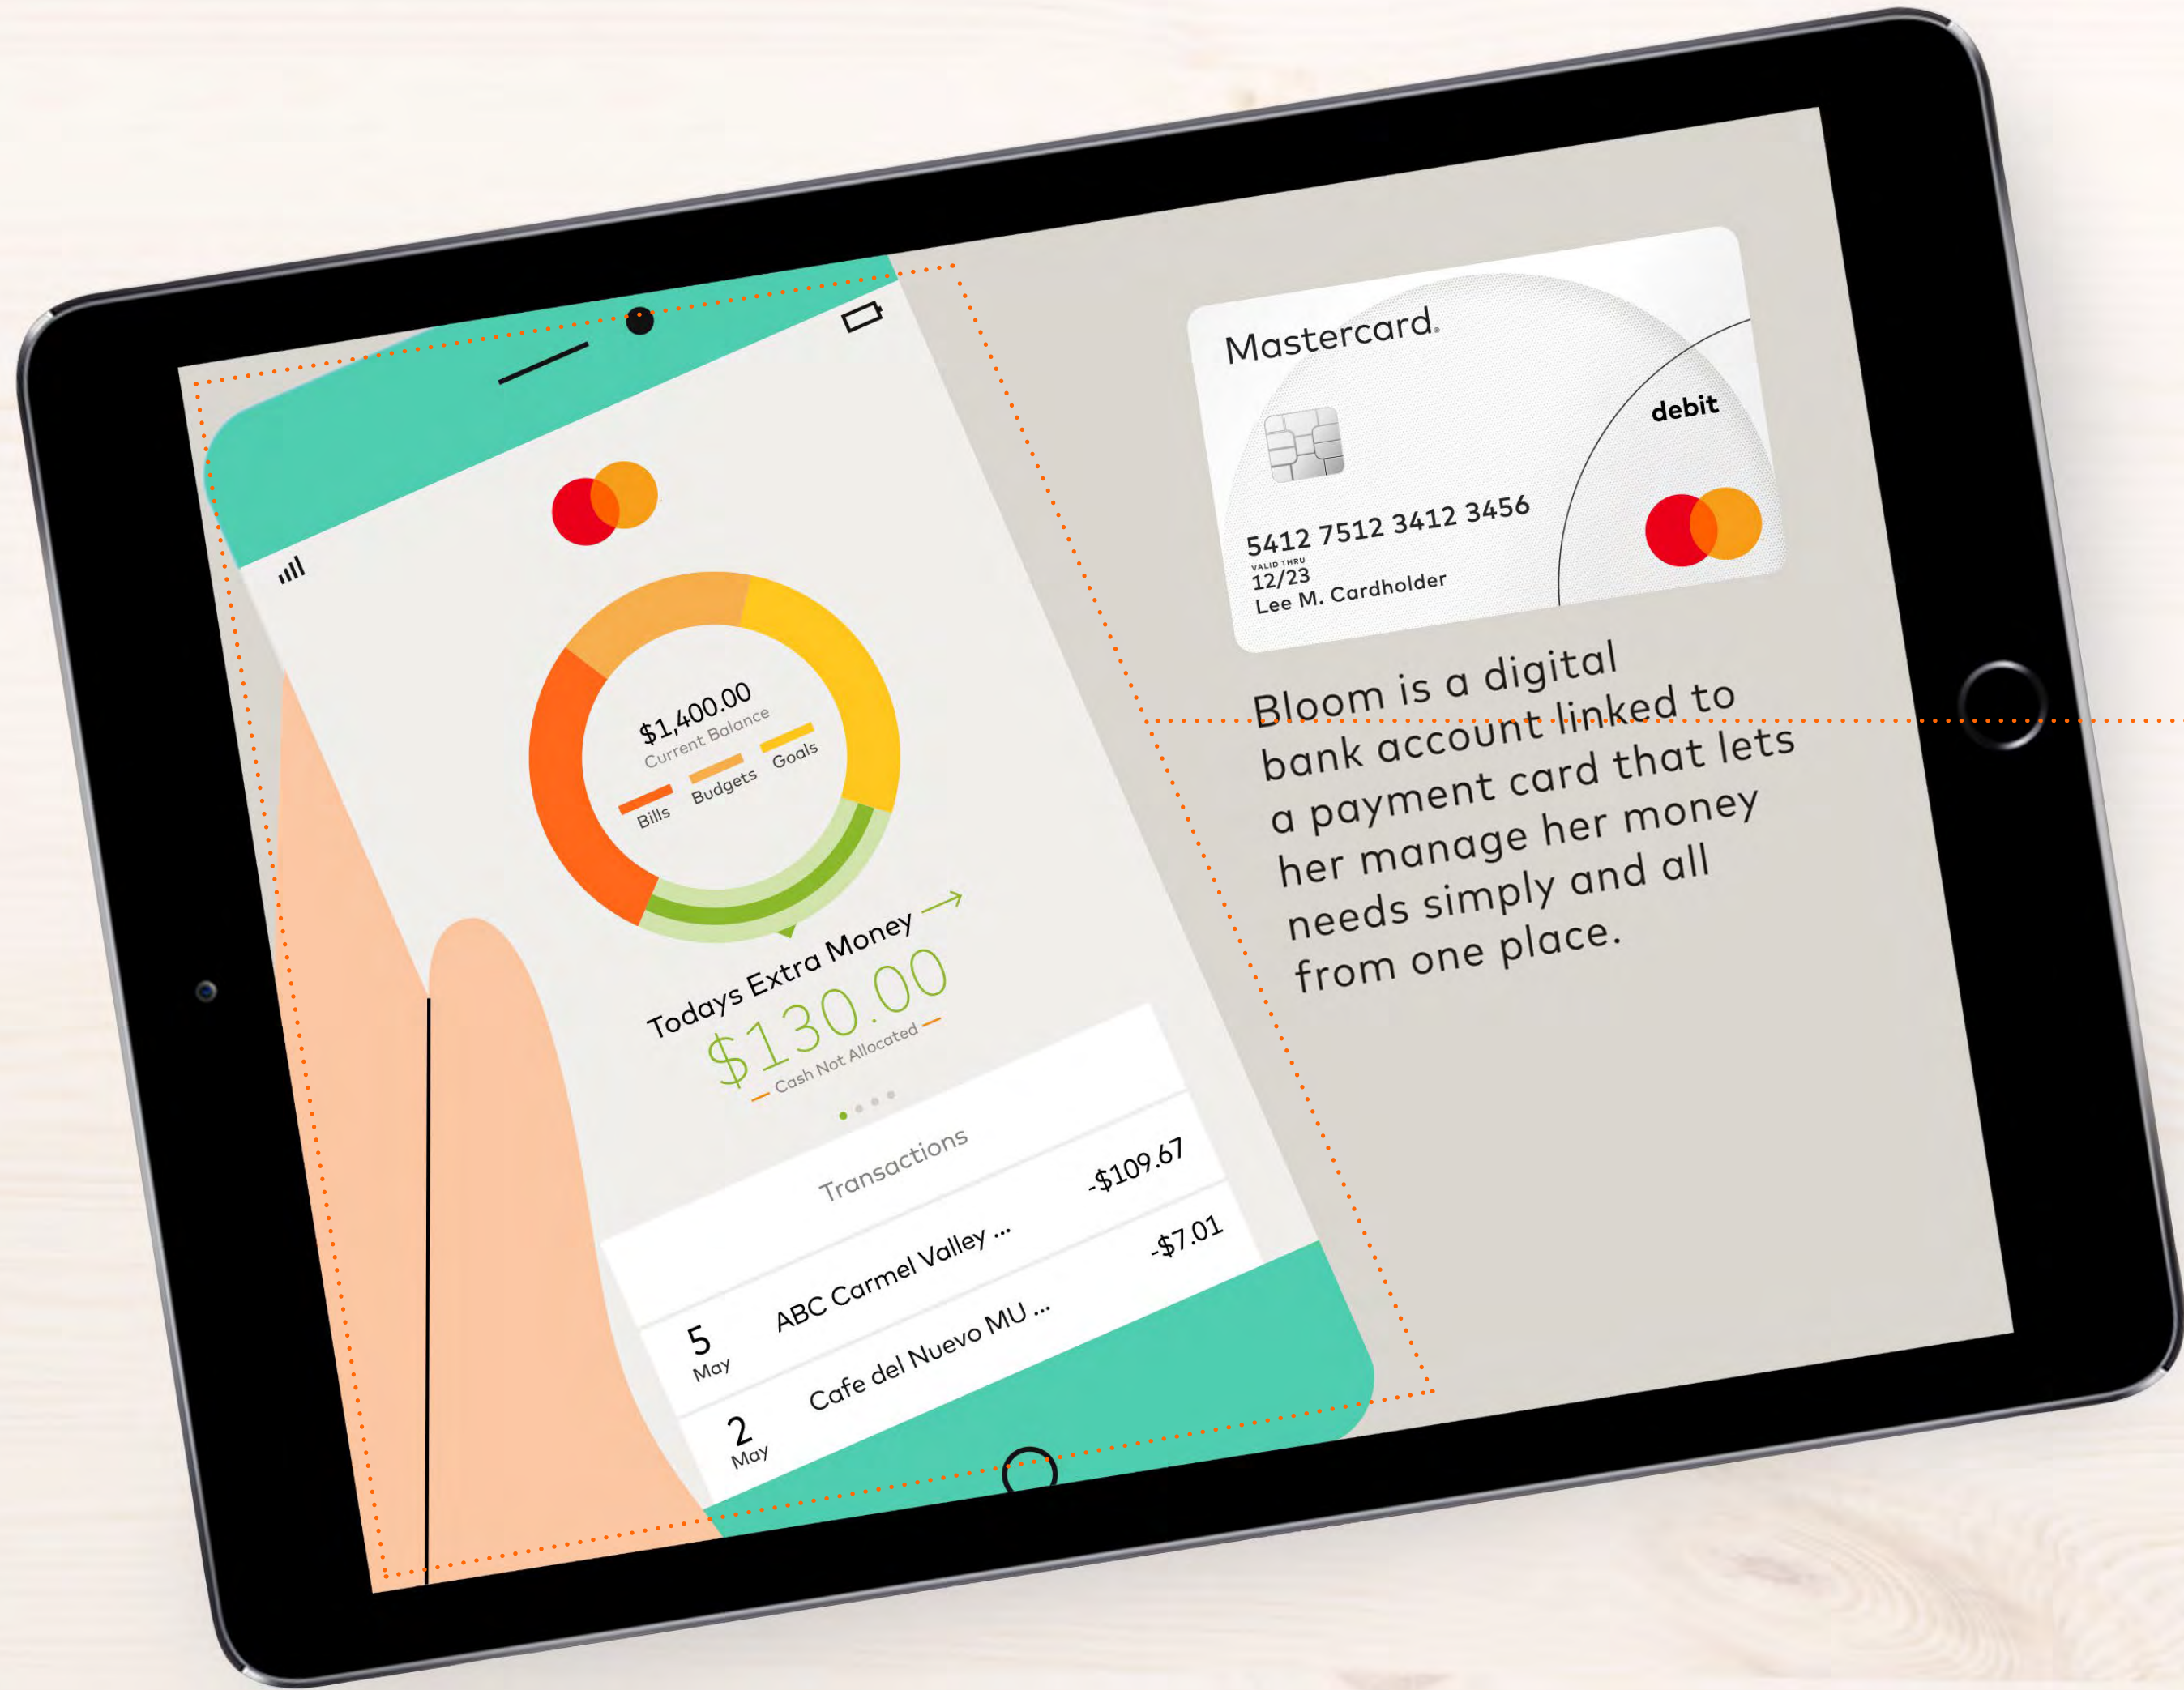 $1,400.00
Current Balance
Bills Budgets Goals
Todays Extra Money
$130.00
Cash Not Allocated
Transactions
5 May ABC Carmel Valley ... -$109.67
2 May Cafe del Nuevo MU ... -$7.01
Mastercard.
debit
5412 7512 3412 3456
VALID THRU
12/23
Lee M. Cardholder
Bloom is a digital
bank account linked to
a payment card that lets
her manage her money
needs simply and all
from one place.